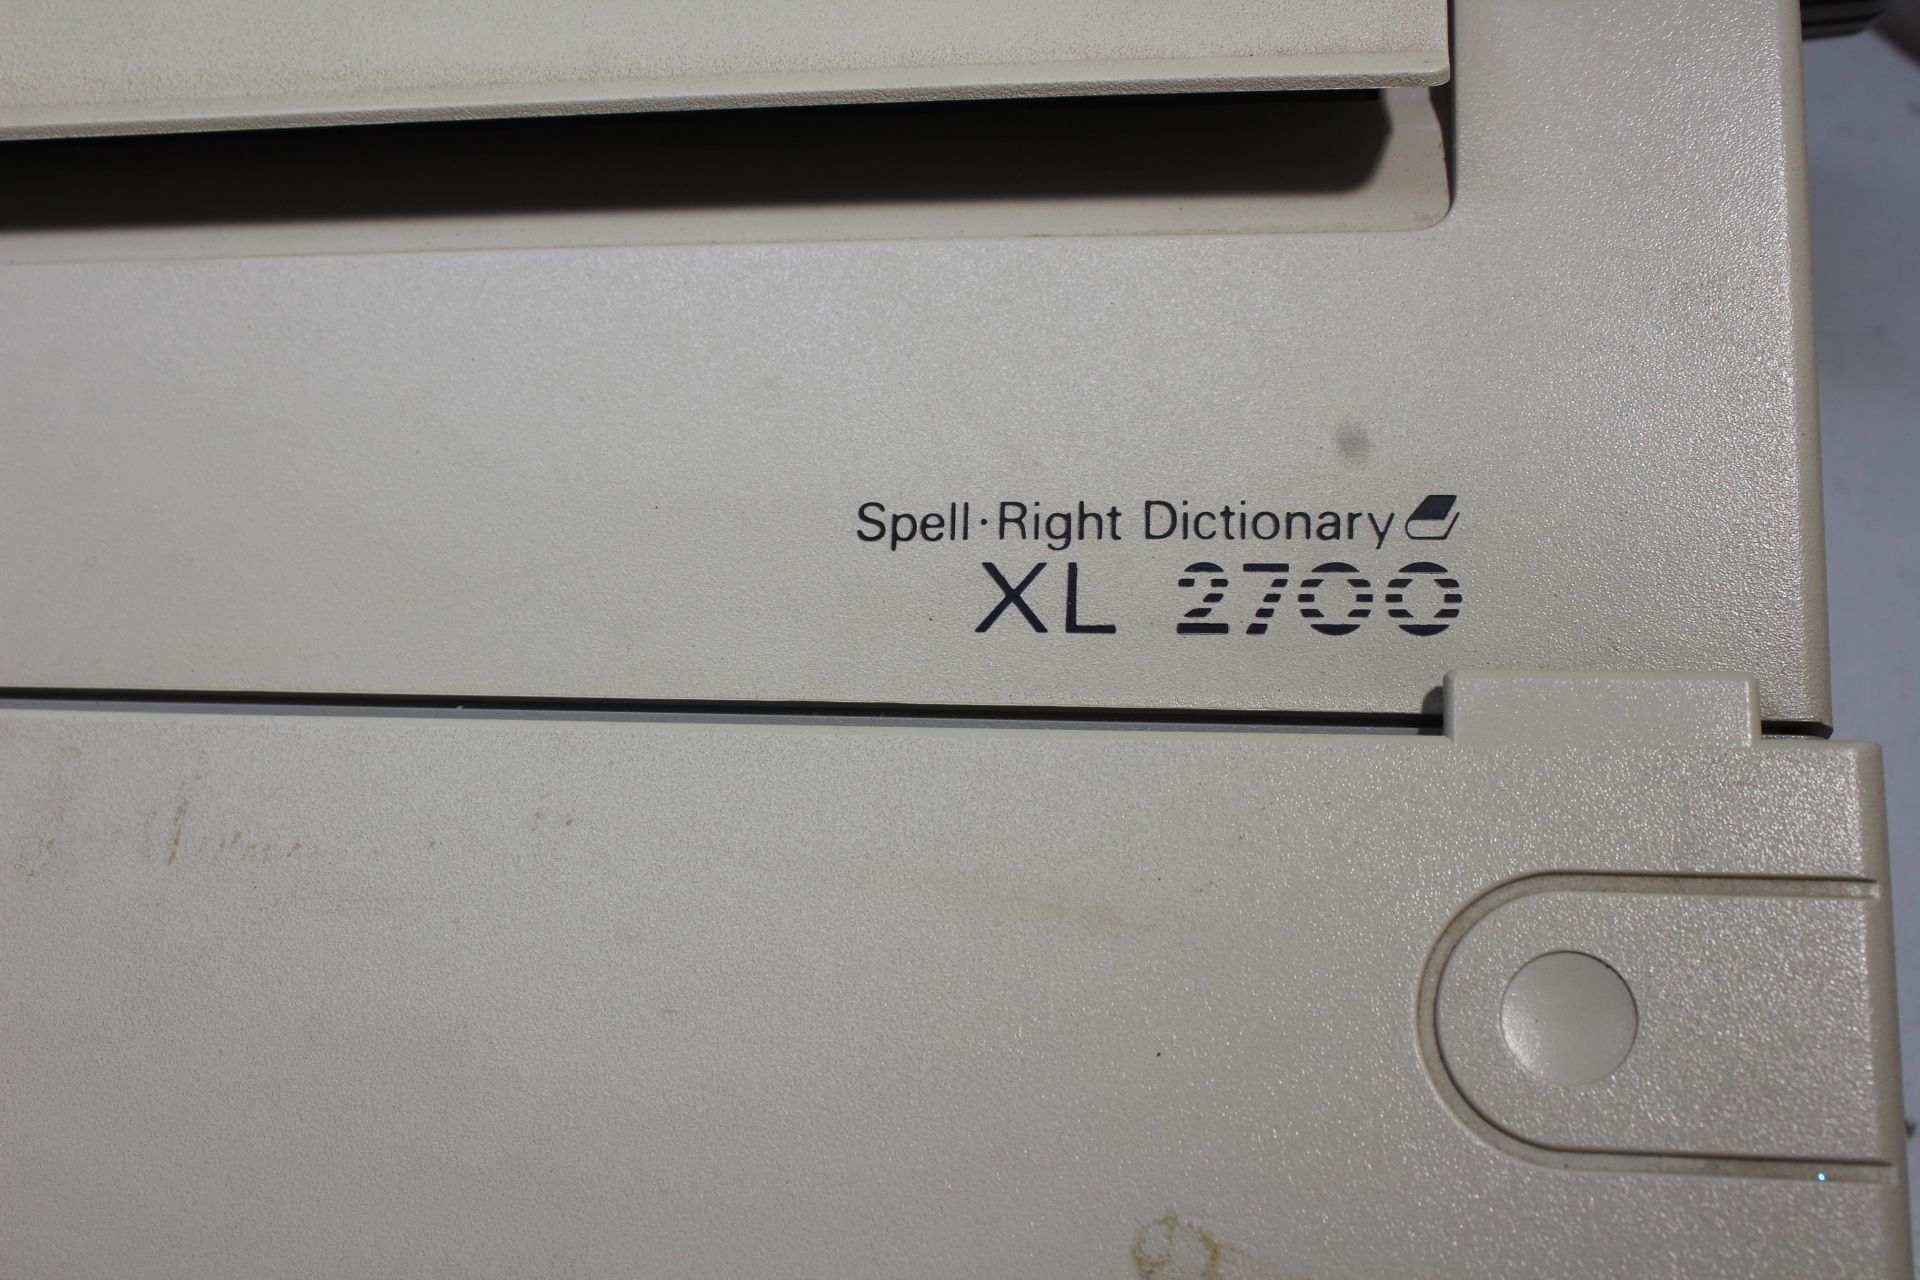 Spell·Right Dictionary
XL 2700